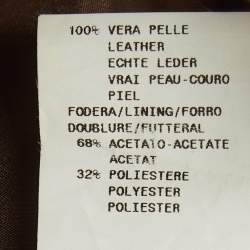 100% VERA PELLE
LEATHER
ECHTE LEDER
VRAI PEAU-COURO
PIEL
FODERA/LINING/FORRO
DOUBLURE/FUTTERAL
68% ACETATO-ACETATE
ACETAT
32% POLIESTERE
POLYESTER
POLIESTER